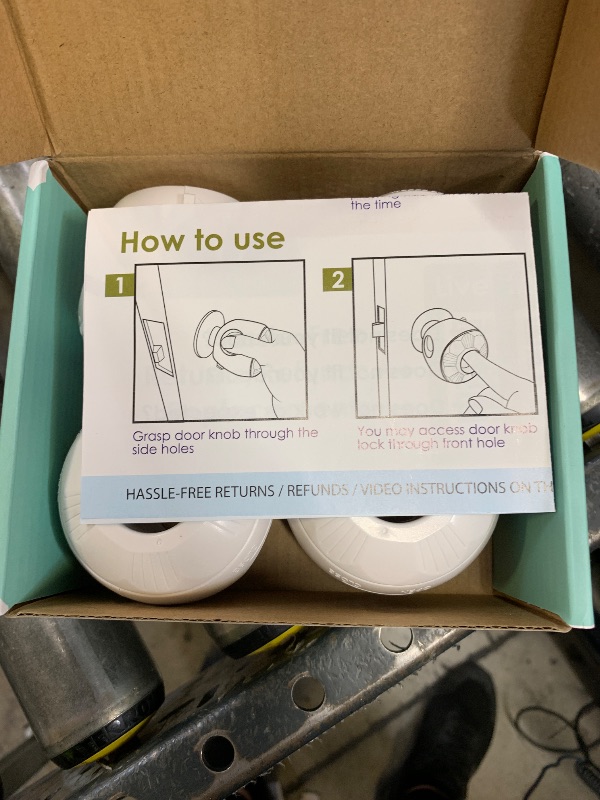 the time
How to use
1
2
Grasp door knob through the
side holes
You may access door knob
lock through front hole
HASSLE-FREE RETURNS / REFUNDS / VIDEO INSTRUCTIONS ON TH